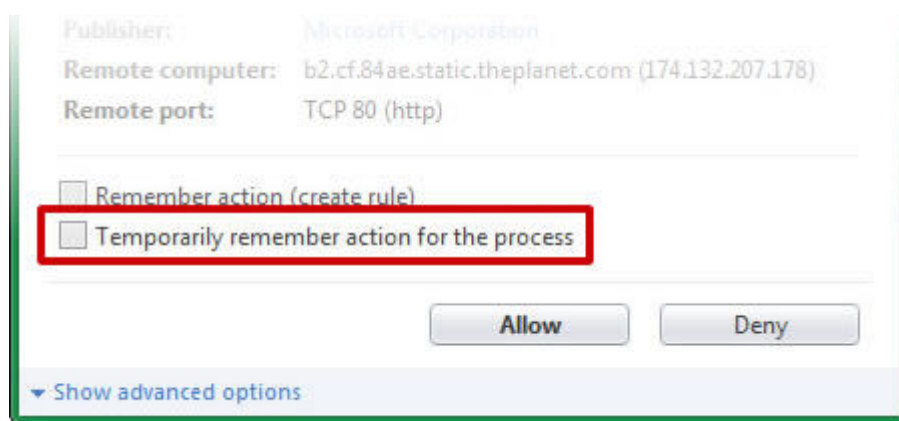 Publisher: Microsoft Corporation
Remote computer: b2.cf.84ae.static.theplanet.com (174.132.207.178)
Remote port: TCP 80 (http)
Remember action (create rule)
Temporarily remember action for the process
Allow Deny
Show advanced options